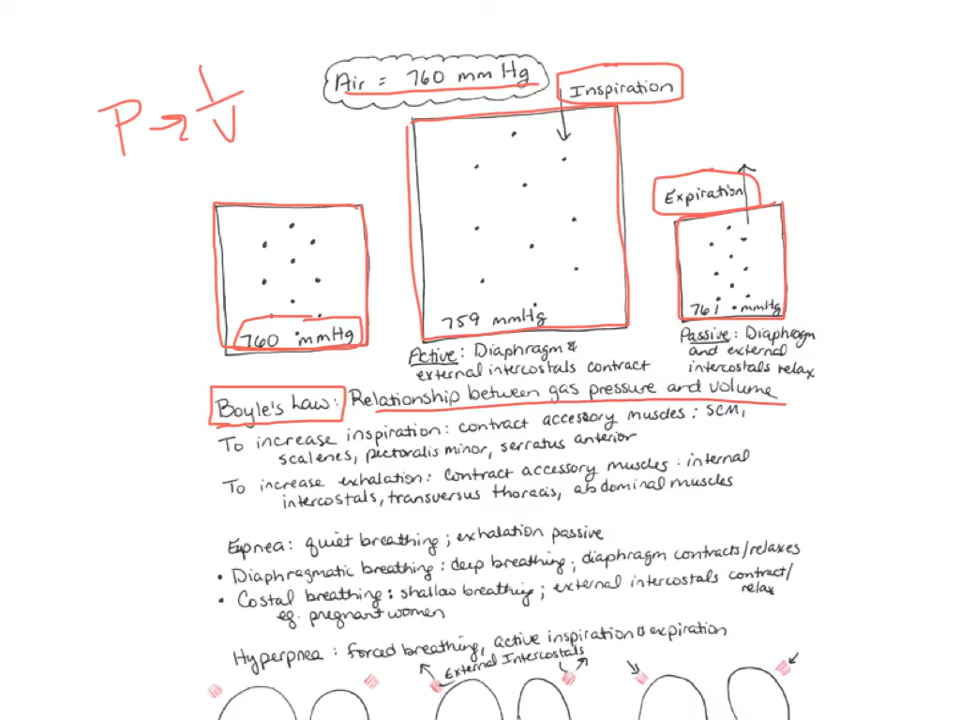 P → 1/V
Air = 760 mm Hg
Inspiration
Expiration
760 mmHg
759 mmHg
761 mmHg
Active: Diaphragm &
external intercostals contract
Passive: Diaphragm
and external
intercostals relax
Boyle's Law: Relationship between gas pressure and volume
To increase inspiration: contract accessory muscles: SCM,
scalenes, pectoralis minor, serratus anterior
To increase exhalation: contract accessory muscles: internal
intercostals, transversus thoracis, abdominal muscles
Eupnea: quiet breathing; exhalation passive
• Diaphragmatic breathing: deep breathing; diaphragm contracts/relaxes
• Costal breathing: shallow breathing; external intercostals contract/
relax
eg. pregnant women
Hyperpnea: forced breathing, active inspiration & expiration
External Intercostals